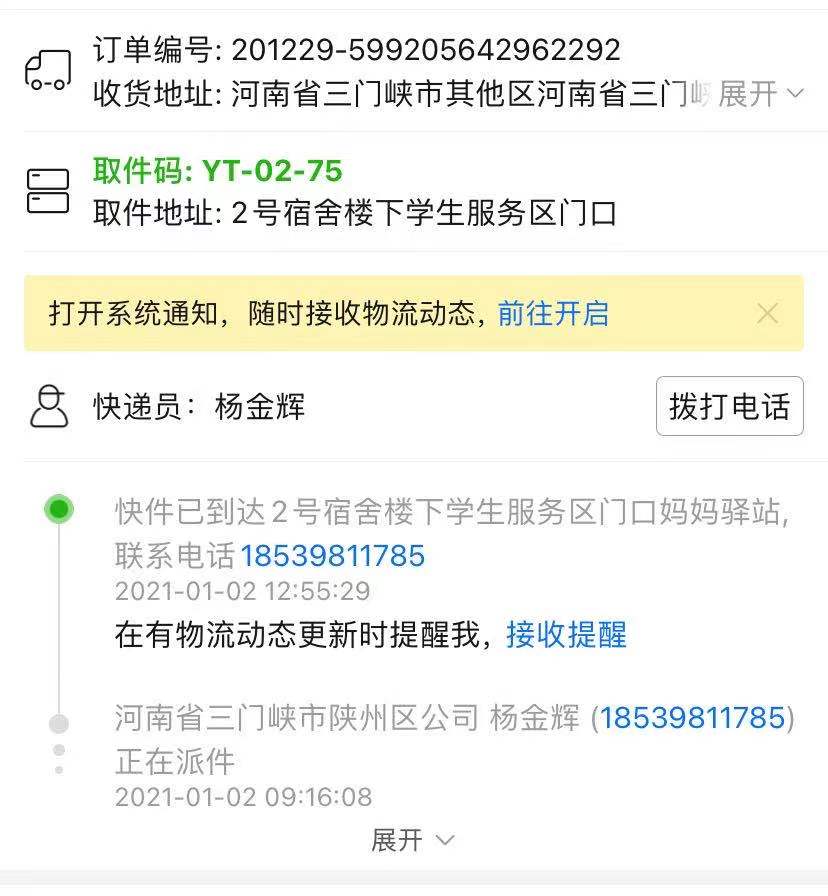 订单编号: 201229-599205642962292
收货地址: 河南省三门峡市其他区河南省三门峡 展开
取件码: YT-02-75
取件地址: 2号宿舍楼下学生服务区门口
打开系统通知，随时接收物流动态，前往开启
快递员：杨金辉
拨打电话
快件已到达2号宿舍楼下学生服务区门口妈妈驿站,
联系电话18539811785
2021-01-02 12:55:29
在有物流动态更新时提醒我，接收提醒
河南省三门峡市陕州区公司 杨金辉 (18539811785)
正在派件
2021-01-02 09:16:08
展开